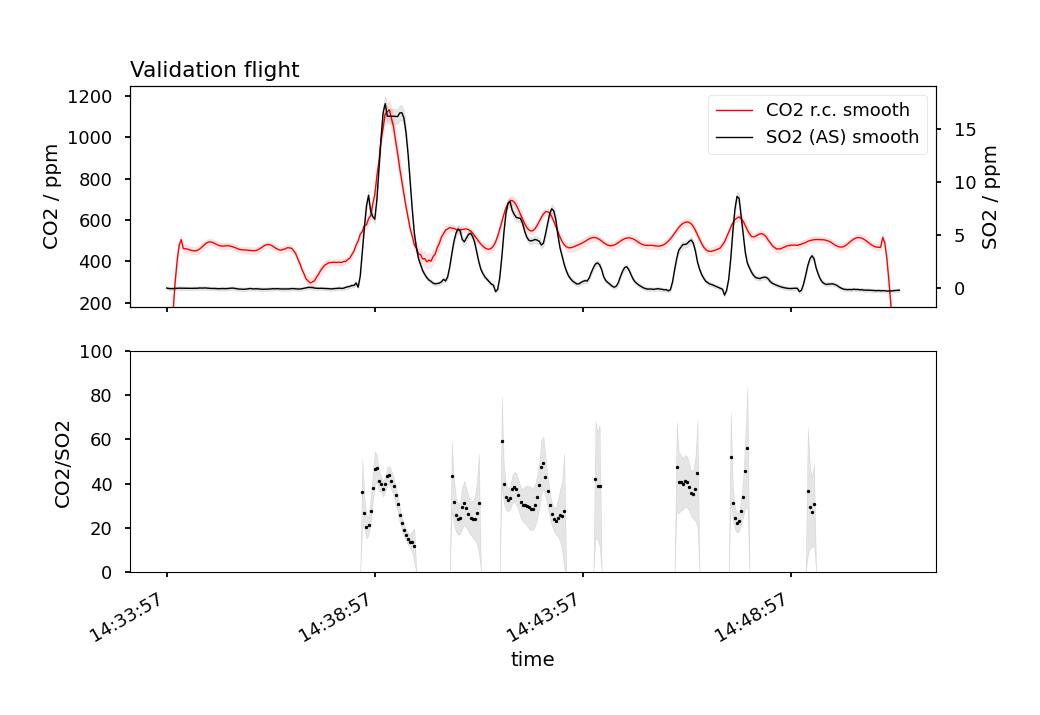 Validation flight
1200
1000
800
600
400
200
CO2 / ppm
CO2 r.c. smooth
SO2 (AS) smooth
15
10
5
0
SO2 / ppm
100
80
60
40
20
0
CO2/SO2
14:33:57
14:38:57
14:43:57
14:48:57
time